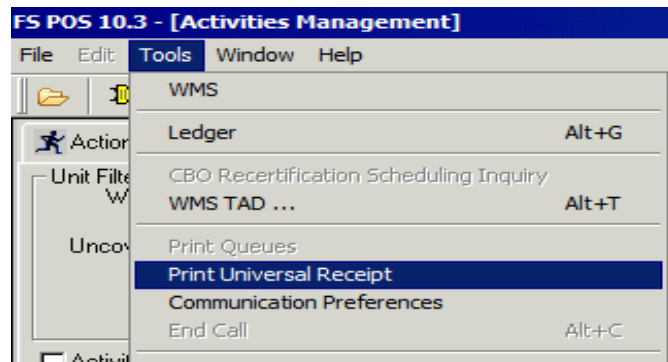 FS POS 10.3 - [Activities Management]
File Edit Tools Window Help
WMS
Action
Ledger Alt+G
Unit Filte
CBO Recertification Scheduling Inquiry
W
WMS TAD ... Alt+T
Uncov
Print Queues
Print Universal Receipt
Communication Preferences
End Call Alt+C
Activit